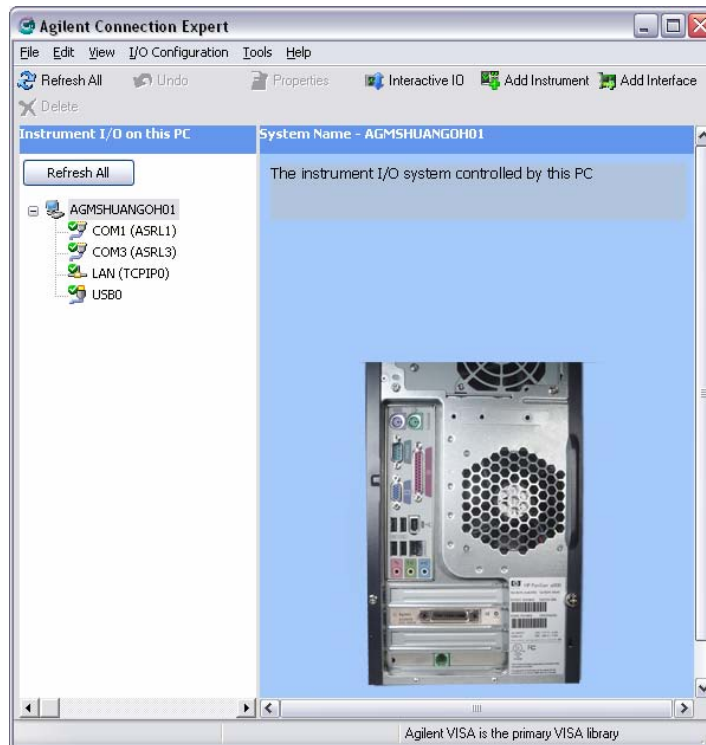 Agilent Connection Expert
File Edit View I/O Configuration Tools Help
Refresh All Undo Properties Interactive IO Add Instrument Add Interface
Delete
Instrument I/O on this PC
System Name - AGMSHUANGOH01
Refresh All
The instrument I/O system controlled by this PC
AGMSHUANGOH01
COM1 (ASRL1)
COM3 (ASRL3)
LAN (TCPIP0)
USB0
Agilent VISA is the primary VISA library